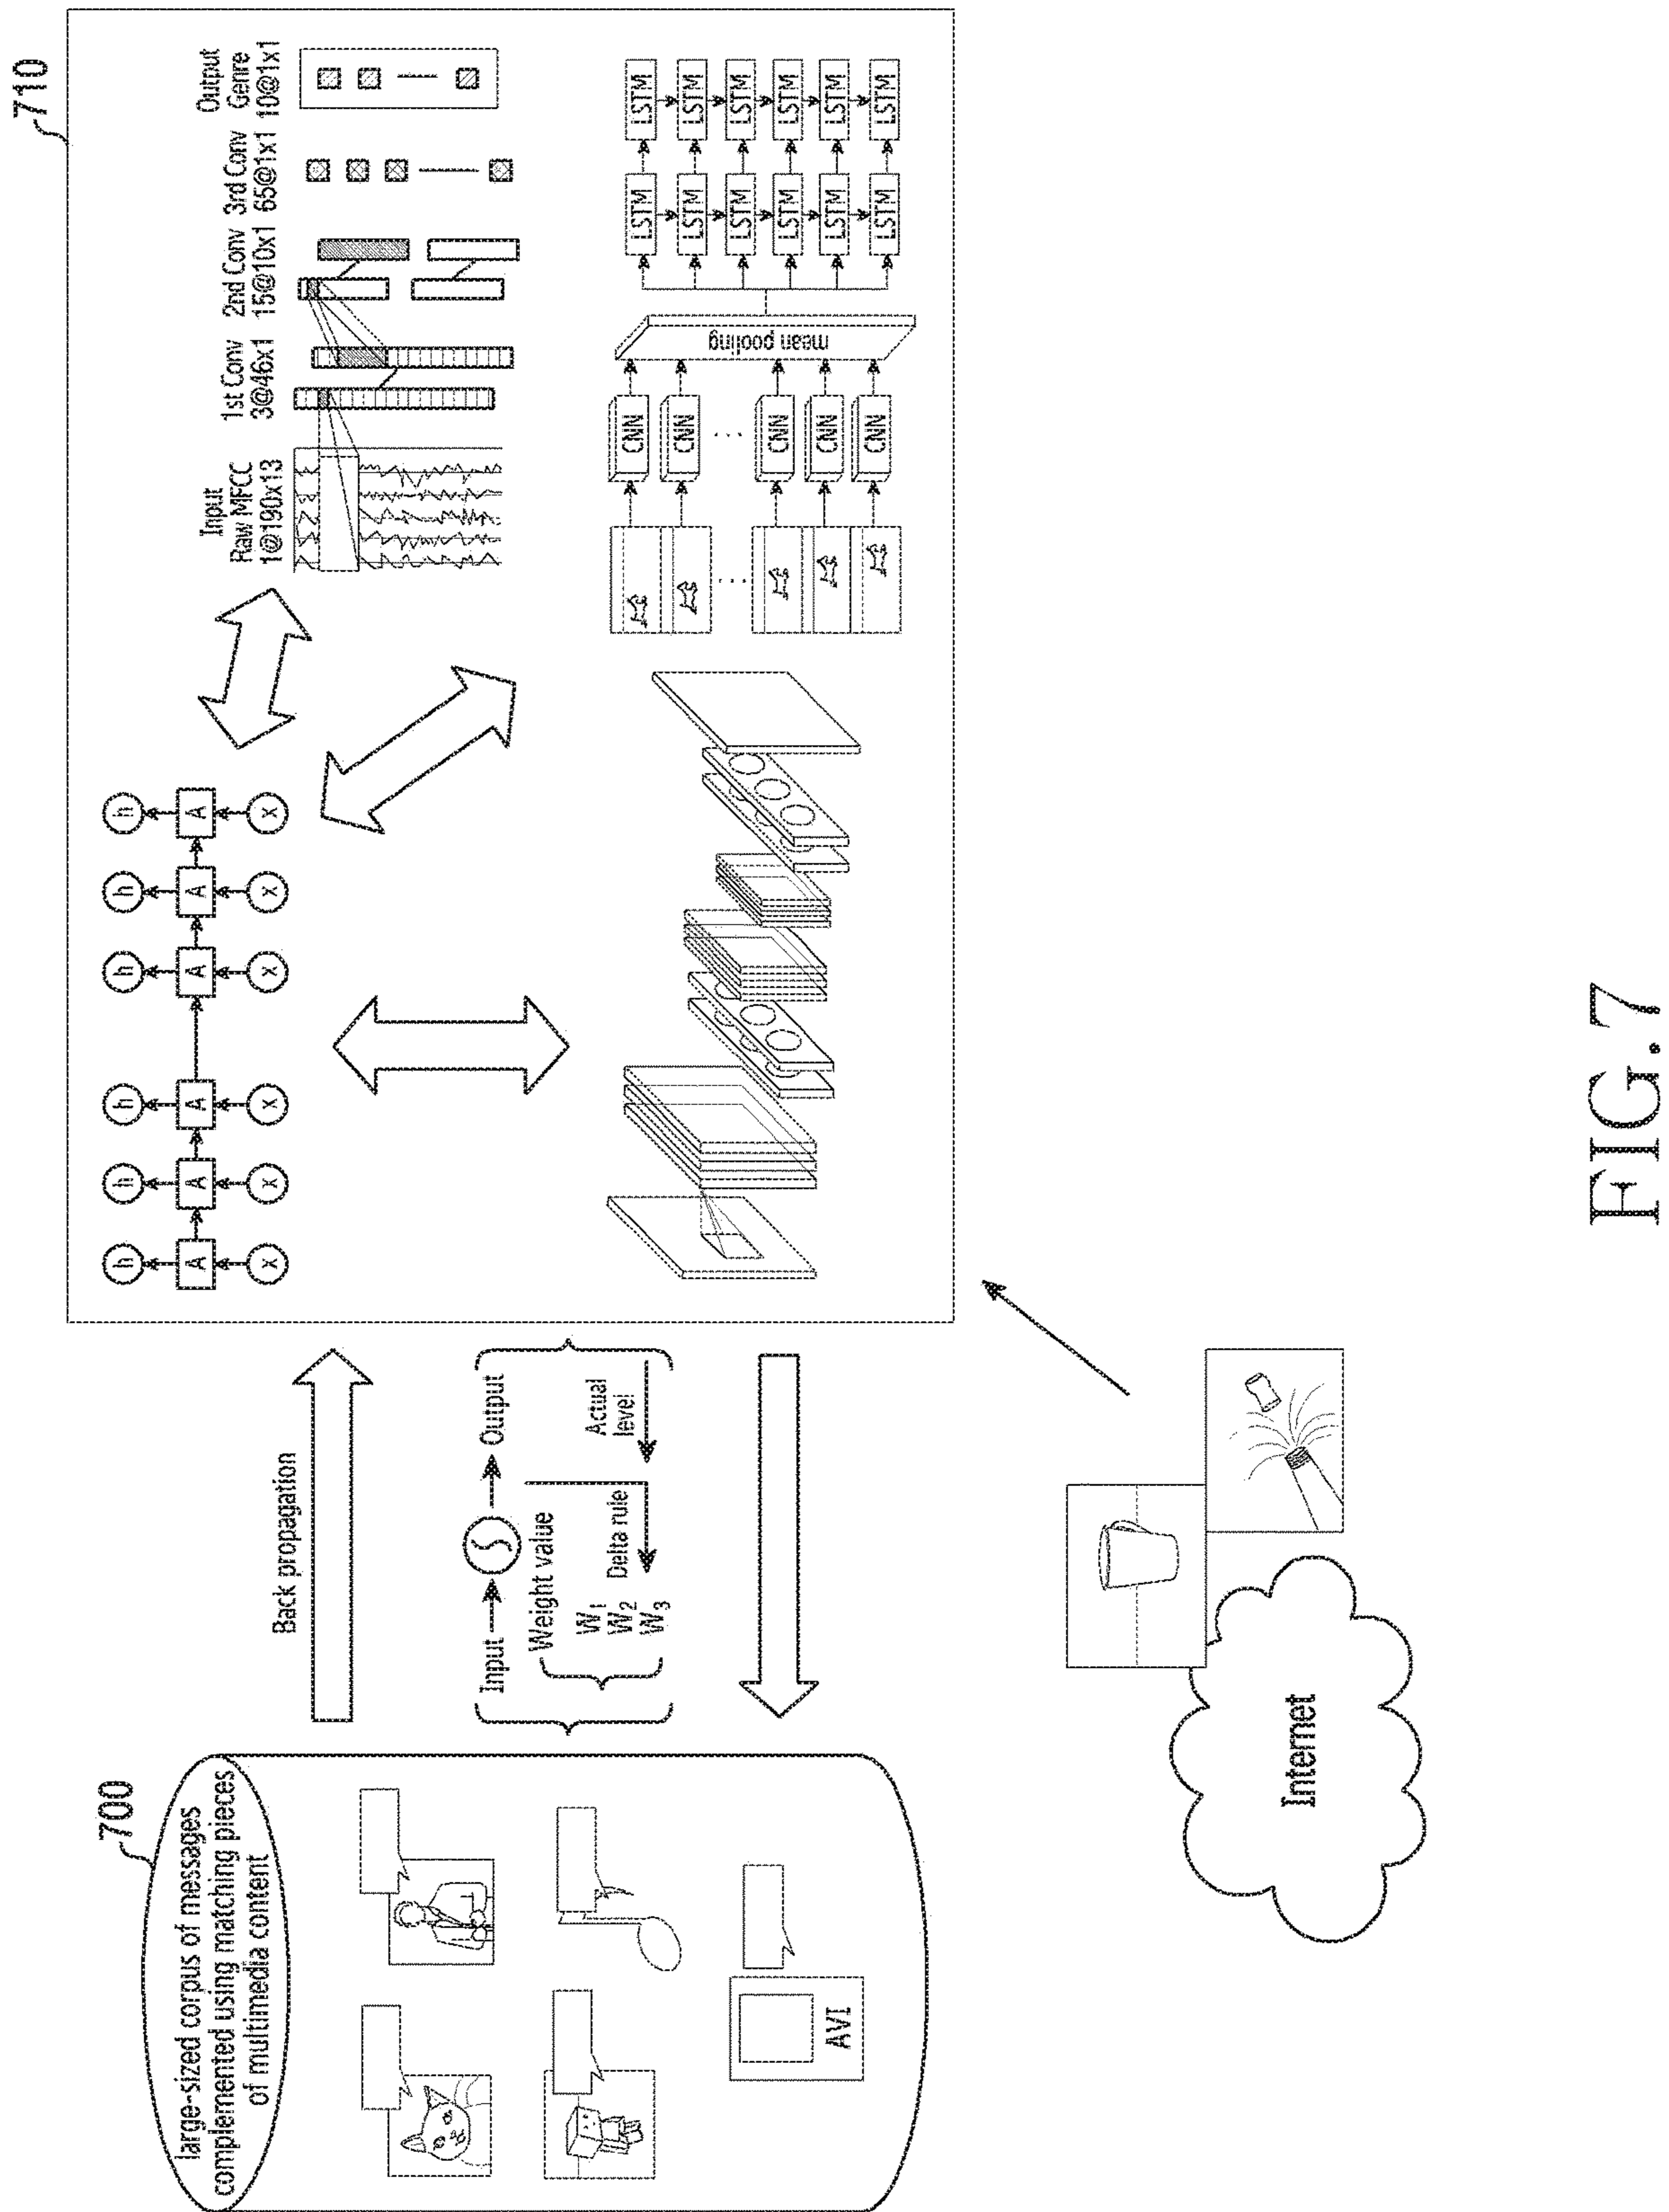 700
large-sized corpus of messages
complemented using matching pieces
of multimedia content
AVI
Back propagation
Input
Output
Weight value
W1
W2
W3
Delta rule
Actual
level
710
h
h
h
h
h
h
A
A
A
A
A
A
x
x
x
x
x
x
Input
Raw MFCC
1@190x13
1st Conv
3@46x1
2nd Conv
15@10x1
3rd Conv
65@1x1
Output
Genre
10@1x1
CNN
CNN
...
CNN
CNN
CNN
mean pooling
LSTM
LSTM
LSTM
LSTM
LSTM
LSTM
LSTM
LSTM
LSTM
LSTM
LSTM
LSTM
Internet
FIG.7